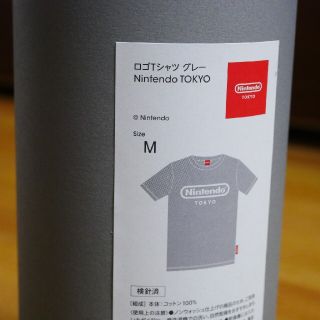 ロゴTシャツ グレー
Nintendo TOKYO
Nintendo
TOKYO
© Nintendo
Size
M
Nintendo
TOKYO
検針済
[組成] 本体:コットン100%